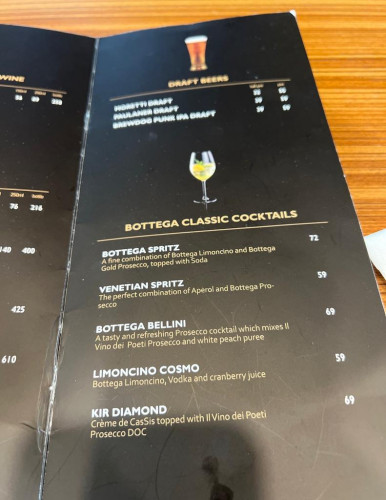 WINE
76 216
140 400
425
610
DRAFT BEERS
MORETTI DRAFT
PAULANER DRAFT
BREWDOG PUNK IPA DRAFT
BOTTEGA CLASSIC COCKTAILS
BOTTEGA SPRITZ 72
A fine combination of Bottega Limoncino and Bottega
Gold Prosecco, topped with Soda
VENETIAN SPRITZ 59
The perfect combination of Aperol and Bottega Pro-
secco
BOTTEGA BELLINI 69
A tasty and refreshing Prosecco cocktail which mixes Il
Vino dei Poeti Prosecco and white peach puree
LIMONCINO COSMO 59
Bottega Limoncino, Vodka and cranberry juice
KIR DIAMOND 69
Crème de CasSis topped with Il Vino dei Poeti
Prosecco DOC